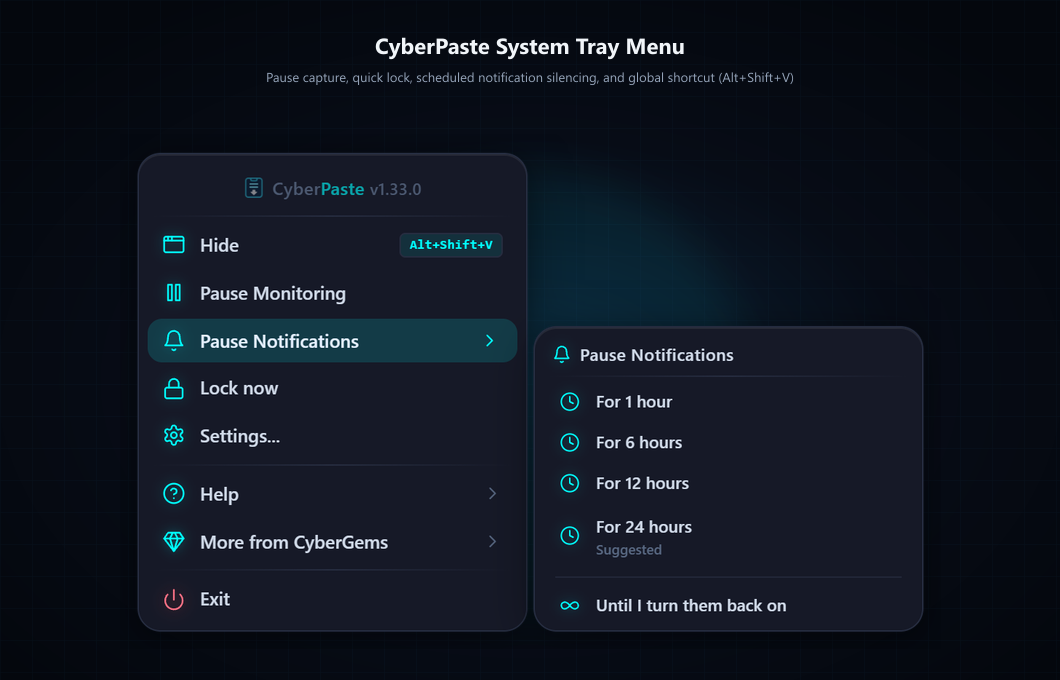 CyberPaste System Tray Menu
Pause capture, quick lock, scheduled notification silencing, and global shortcut (Alt+Shift+V)
CyberPaste v1.33.0
Hide Alt+Shift+V
Pause Monitoring
Pause Notifications
Lock now
Settings...
Help
More from CyberGems
Exit
Pause Notifications
For 1 hour
For 6 hours
For 12 hours
For 24 hours
Suggested
Until I turn them back on